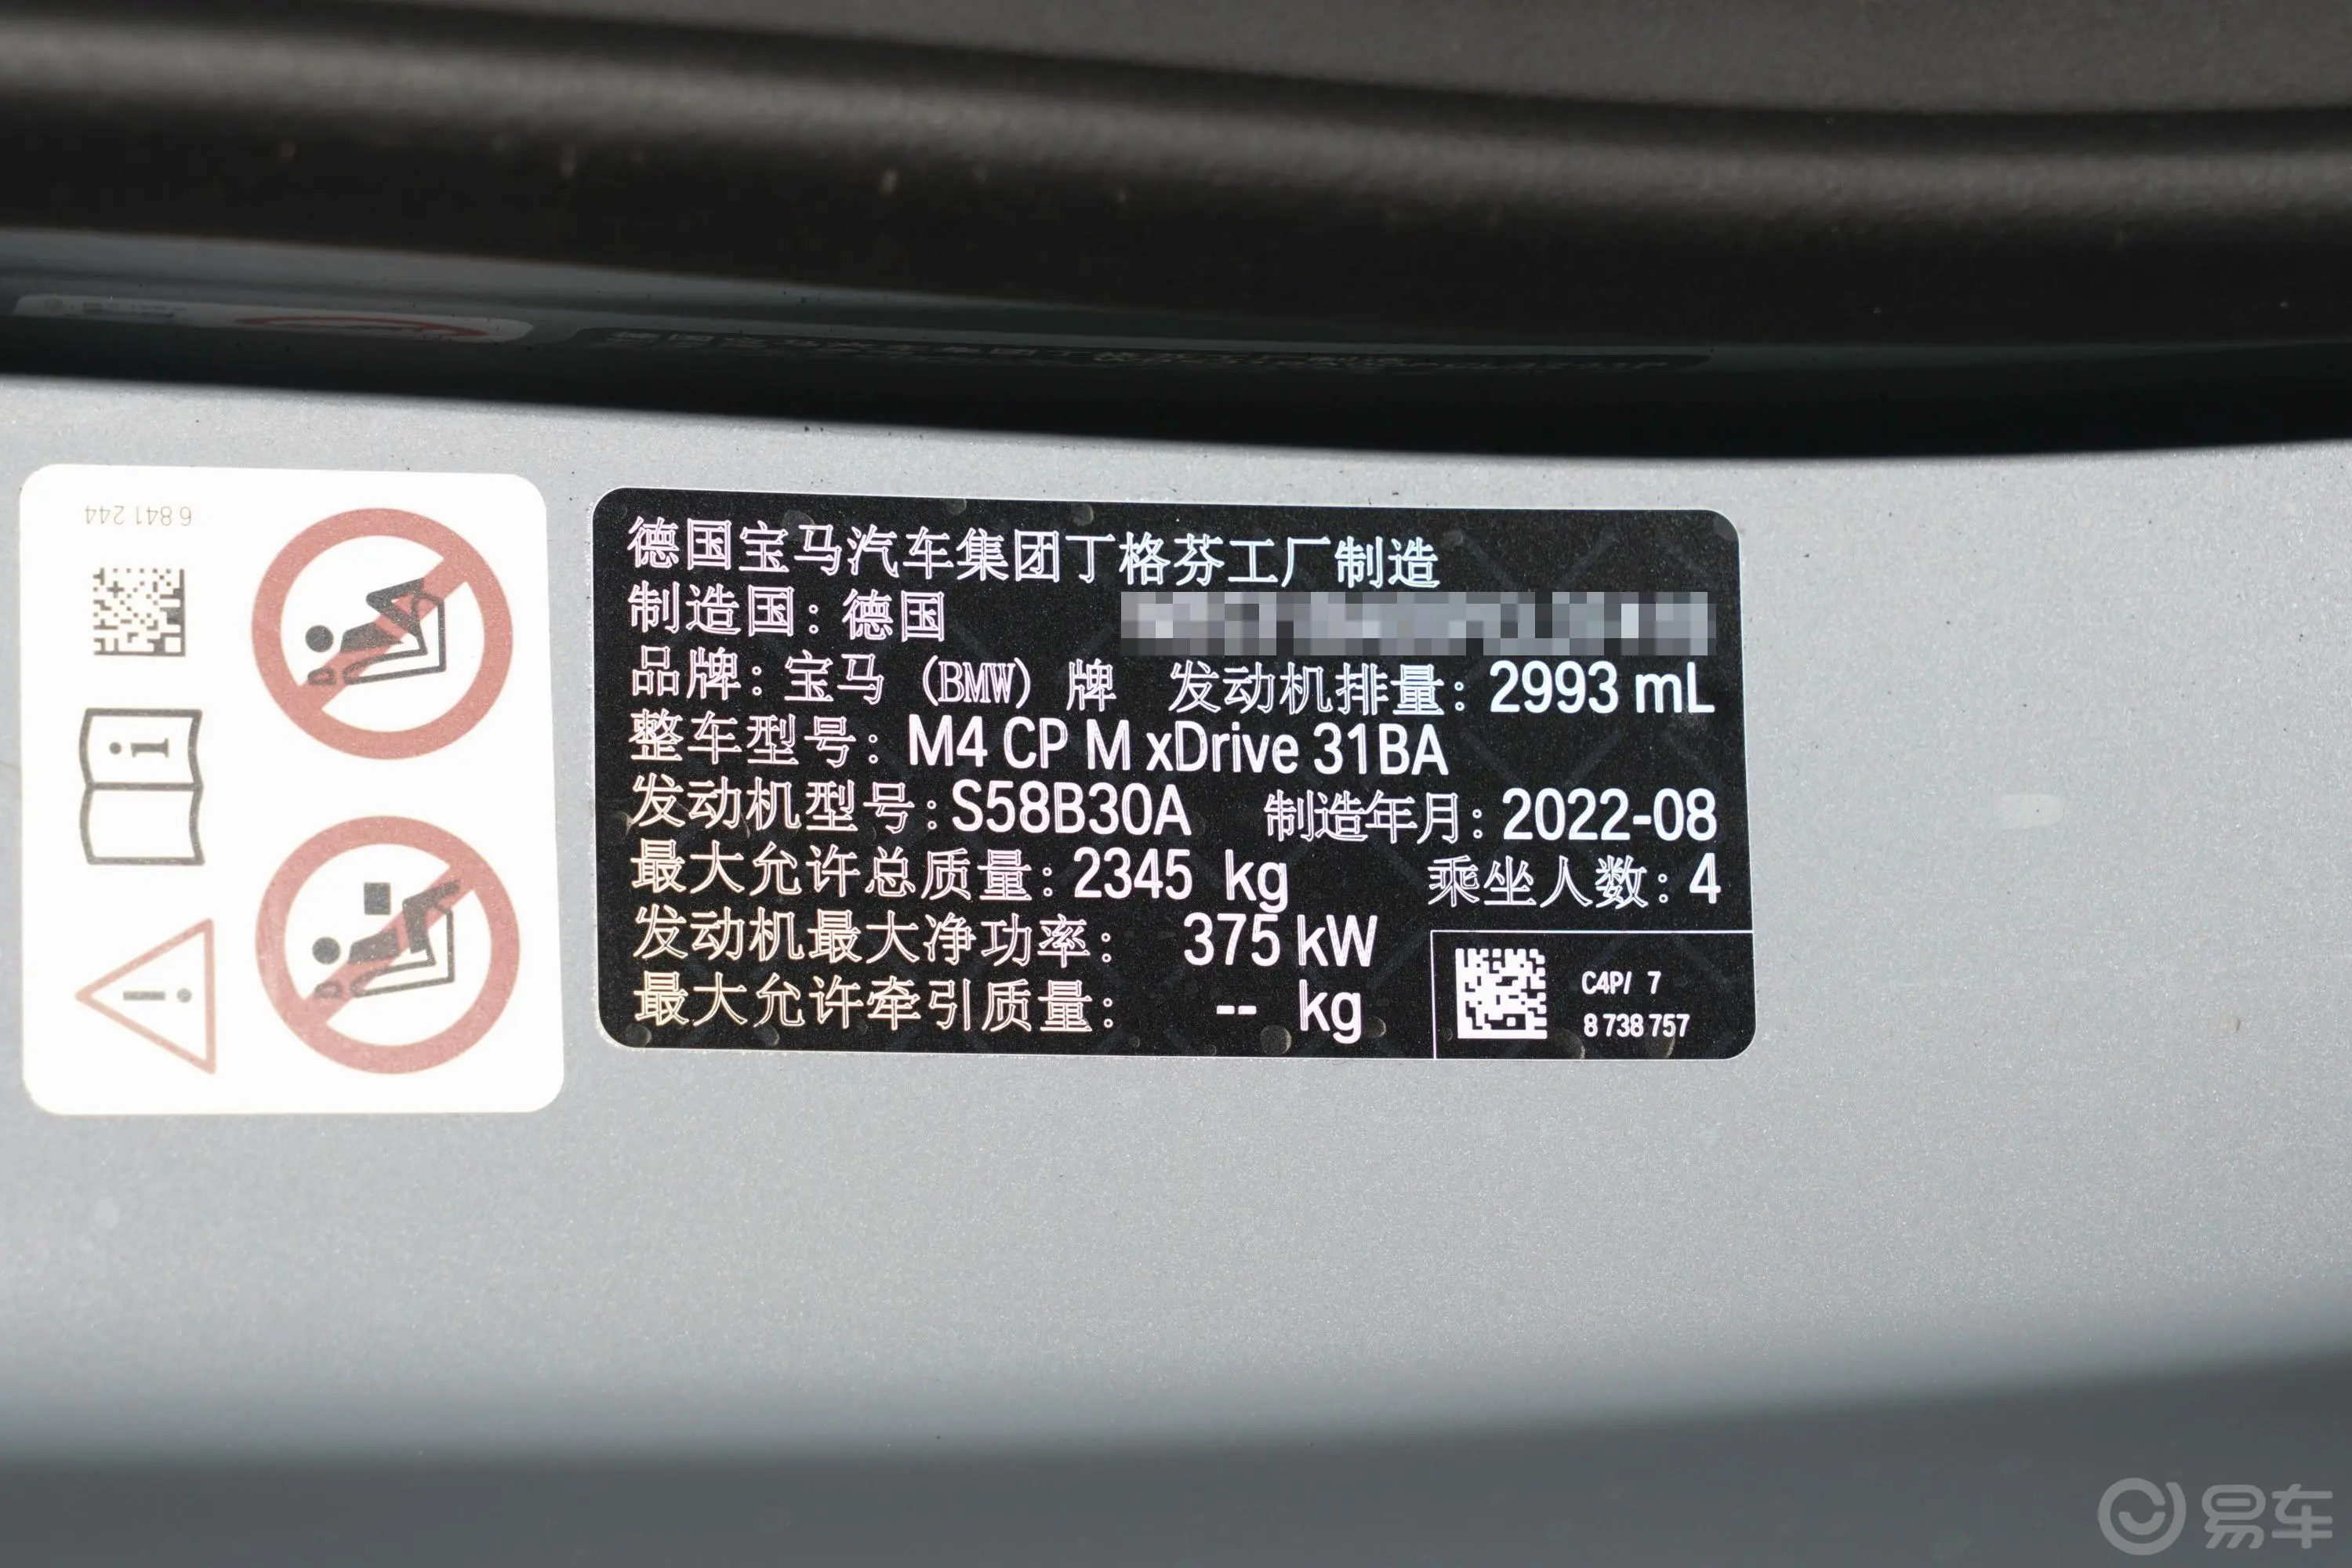 6 841 244
德国宝马汽车集团丁格芬工厂制造
制造国：德国
品牌：宝马（BMW）牌 发动机排量：2993 mL
整车型号：M4 CP M xDrive 31BA
发动机型号：S58B30A 制造年月：2022-08
最大允许总质量：2345 kg 乘坐人数：4
发动机最大净功率： 375 kW
最大允许牵引质量： -- kg
C4P/ 7
8 738 757
易车